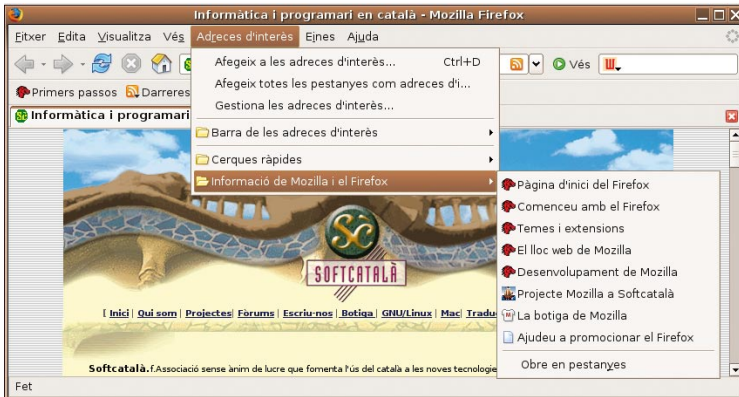 Informàtica i programari en català - Mozilla Firefox
Fitxer Edita Visualitza Vés Adreces d'interès Eines Ajuda
Afegeix a les adreces d'interès... Ctrl+D
Vés
Afegeix totes les pestanyes com adreces d'i...
Primers passos Darreres
Gestiona les adreces d'interès...
Informàtica i programari
Barra de les adreces d'interès
Cerques ràpides
Informació de Mozilla i el Firefox
Pàgina d'inici del Firefox
Comenceu amb el Firefox
Temes i extensions
El lloc web de Mozilla
Desenvolupament de Mozilla
Projecte Mozilla a Softcatalà
La botiga de Mozilla
Ajudeu a promocionar el Firefox
Obre en pestanyes
Sc
SOFTCATALÀ
[ Inici | Qui som | Projectes| Fòrums | Escriu-nos | Botiga | GNU/Linux | Mac| Tradu
Softcatalà.f.Associació sense ànim de lucre que fomenta l'ús del català a les noves tecnologie
Fet